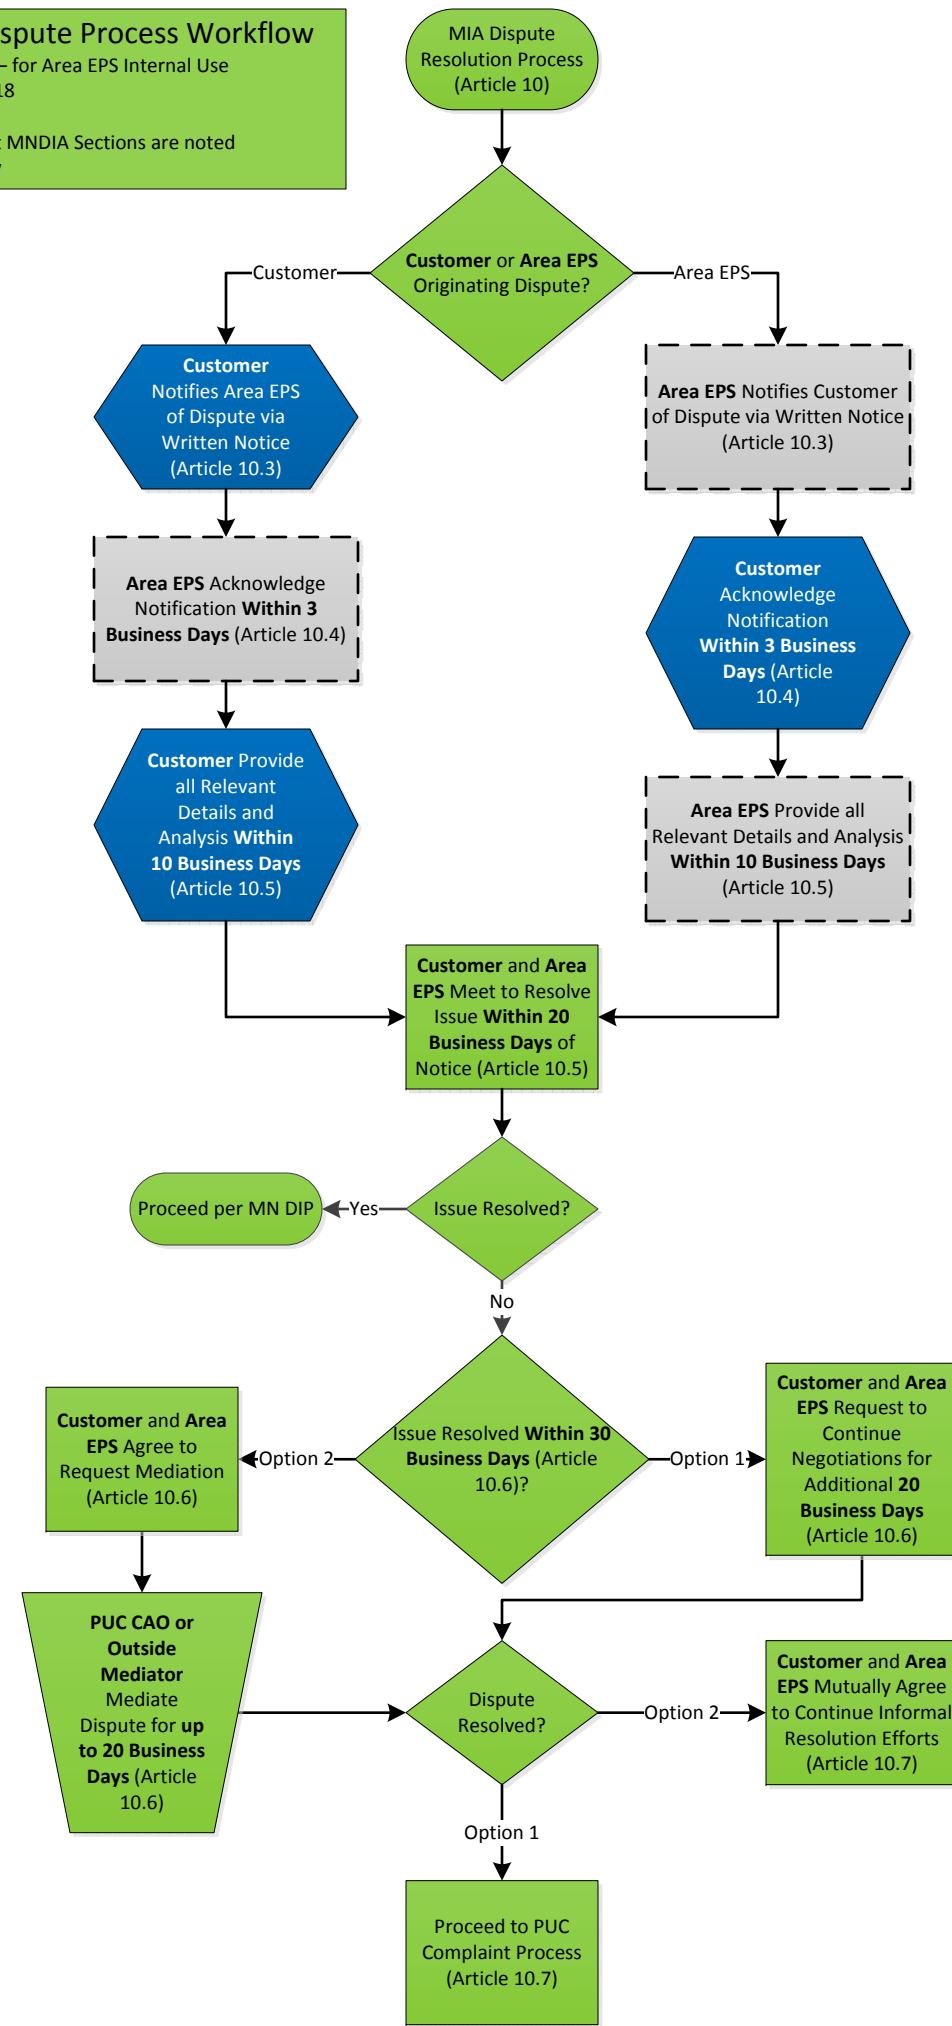 spute Process Workflow
– for Area EPS Internal Use
18
MNDIA Sections are noted
MIA Dispute
Resolution Process
(Article 10)
Customer or Area EPS
Originating Dispute?
Customer
Area EPS
Customer
Notifies Area EPS
of Dispute via
Written Notice
(Article 10.3)
Area EPS Notifies Customer
of Dispute via Written Notice
(Article 10.3)
Area EPS Acknowledge
Notification Within 3
Business Days (Article 10.4)
Customer
Acknowledge
Notification
Within 3 Business
Days (Article
10.4)
Customer Provide
all Relevant
Details and
Analysis Within
10 Business Days
(Article 10.5)
Area EPS Provide all
Relevant Details and Analysis
Within 10 Business Days
(Article 10.5)
Customer and Area
EPS Meet to Resolve
Issue Within 20
Business Days of
Notice (Article 10.5)
Issue Resolved?
Yes
Proceed per MN DIP
No
Issue Resolved Within 30
Business Days (Article
10.6)?
Option 2
Option 1
Customer and Area
EPS Agree to
Request Mediation
(Article 10.6)
Customer and Area
EPS Request to
Continue
Negotiations for
Additional 20
Business Days
(Article 10.6)
PUC CAO or
Outside
Mediator
Mediate
Dispute for up
to 20 Business
Days (Article
10.6)
Dispute
Resolved?
Option 2
Customer and Area
EPS Mutually Agree
to Continue Informal
Resolution Efforts
(Article 10.7)
Option 1
Proceed to PUC
Complaint Process
(Article 10.7)